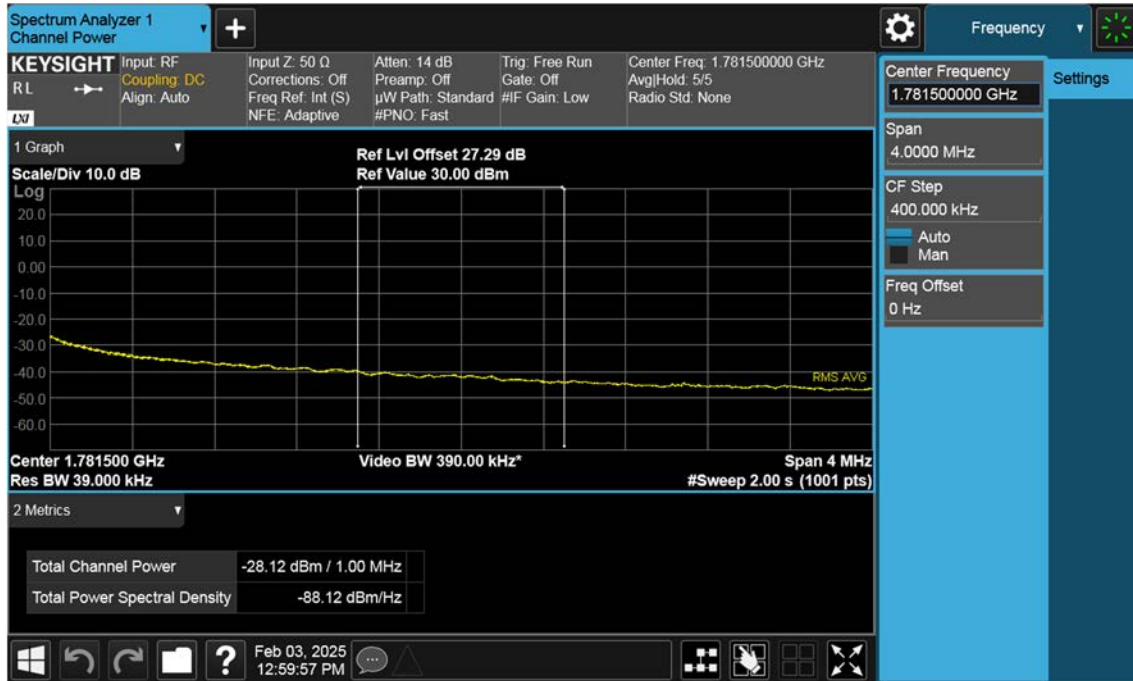 Spectrum Analyzer 1
Channel Power
Frequency
KEYSIGHT
RL
LXI
Input: RF
Coupling: DC
Align: Auto
Input Z: 50 Ω
Corrections: Off
Freq Ref: Int (S)
NFE: Adaptive
Atten: 14 dB
Preamp: Off
µW Path: Standard
#PNO: Fast
Trig: Free Run
Gate: Off
#IF Gain: Low
Center Freq: 1.781500000 GHz
Avg|Hold: 5/5
Radio Std: None
Center Frequency
1.781500000 GHz
Settings
Span
4.0000 MHz
CF Step
400.000 kHz
Auto
Man
Freq Offset
0 Hz
1 Graph
Scale/Div 10.0 dB
Ref Lvl Offset 27.29 dB
Ref Value 30.00 dBm
Log
20.0
10.0
0.00
-10.0
-20.0
-30.0
-40.0
-50.0
-60.0
RMS AVG
Center 1.781500 GHz
Video BW 390.00 kHz*
Span 4 MHz
Res BW 39.000 kHz
#Sweep 2.00 s (1001 pts)
2 Metrics
Total Channel Power -28.12 dBm / 1.00 MHz
Total Power Spectral Density -88.12 dBm/Hz
?
Feb 03, 2025
12:59:57 PM